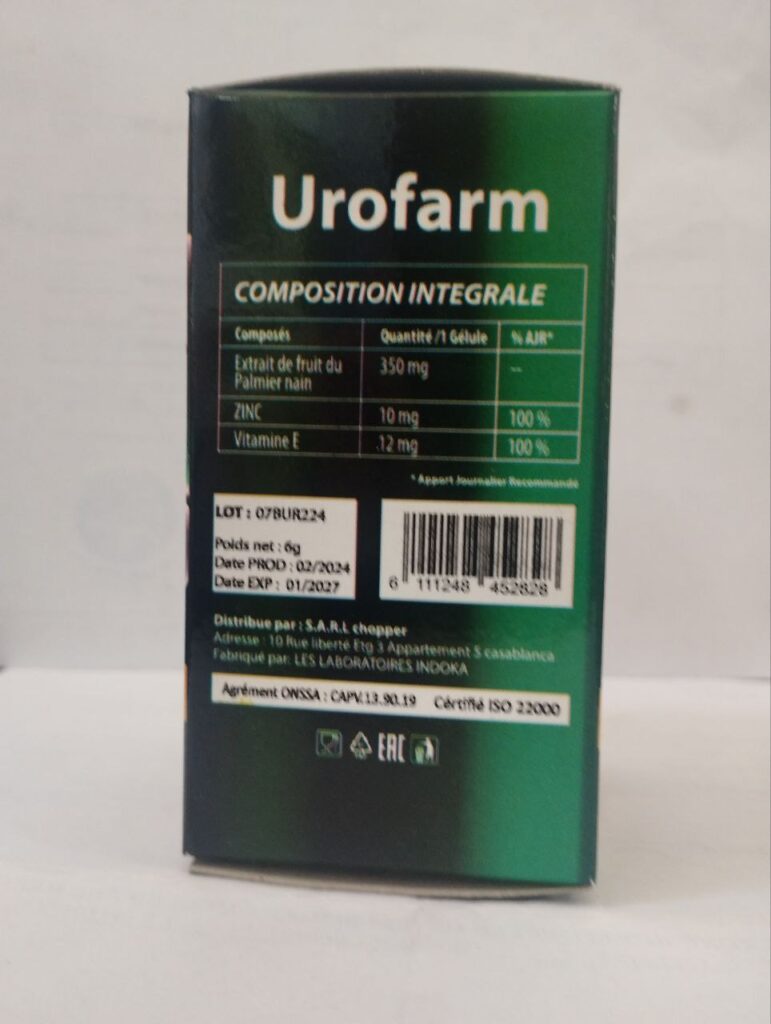 Urofarm
COMPOSITION INTEGRALE
Composés Quantité /1 Gélule % AJR*
Extrait de fruit du 350 mg --
Palmier nain
ZINC 10 mg 100 %
Vitamine E 12 mg 100 %
* Apport Journalier Recommandé
LOT : 07BUR224
Poids net : 6g
Date PROD : 02/2024
Date EXP : 01/2027
6 111248 452828
Distribue par : S.A.R.L chopper
Adresse : 10 Rue liberté Etg 3 Appartement 5 casablanca
Fabriqué par: LES LABORATOIRES INDOKA
Agrément ONSSA : CAPV.13.90.19 Cértifié ISO 22000
EAC